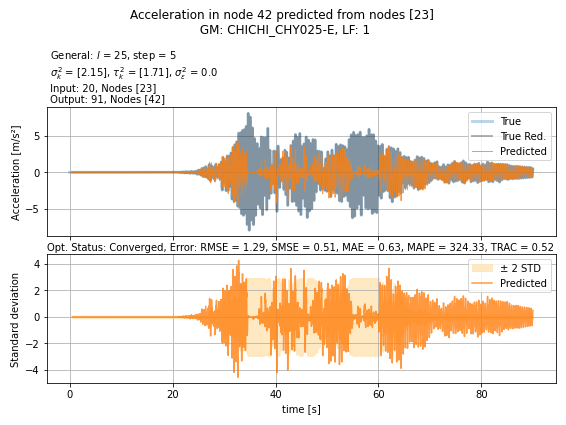 Acceleration in node 42 predicted from nodes [23]
GM: CHICHI_CHY025-E, LF: 1
General: l = 25, step = 5
σ²ₖ = [2.15], τ²ₖ = [1.71], σ²ε = 0.0
Input: 20, Nodes [23]
Output: 91, Nodes [42]
Acceleration [m/s²]
5
0
−5
True
True Red.
Predicted
Opt. Status: Converged, Error: RMSE = 1.29, SMSE = 0.51, MAE = 0.63, MAPE = 324.33, TRAC = 0.52
Standard deviation
4
2
0
−2
−4
± 2 STD
Predicted
0 20 40 60 80
time [s]